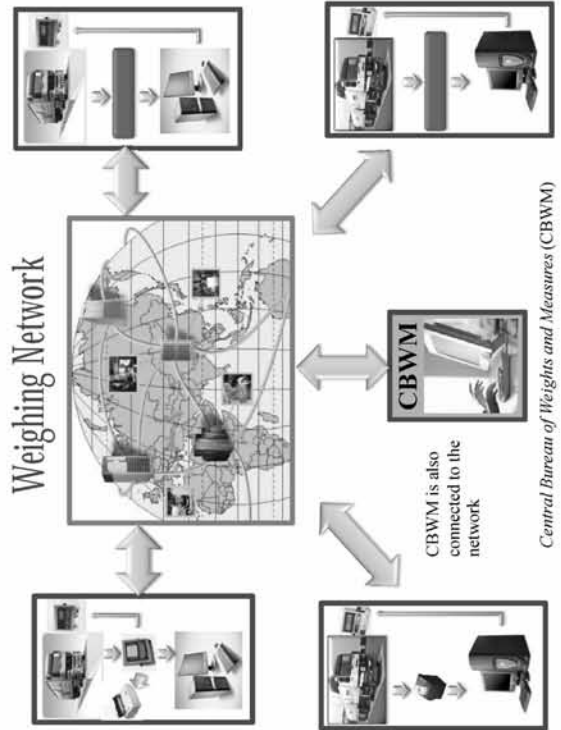 Weighing Network
CBWM
CBWM is also
connected to the
network
Central Bureau of Weights and Measures (CBWM)